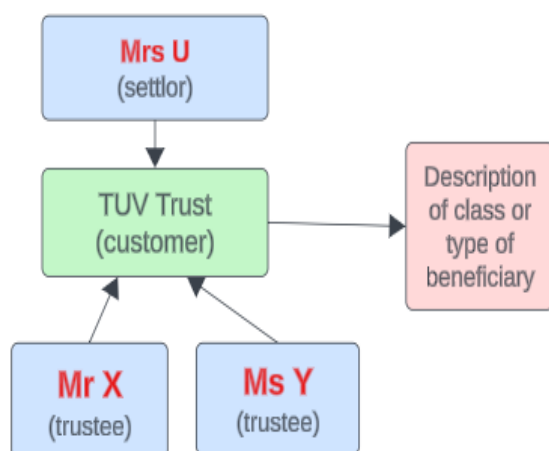 Mrs U
(settlor)
TUV Trust
(customer)
Description
of class or
type of
beneficiary
Mr X
(trustee)
Ms Y
(trustee)